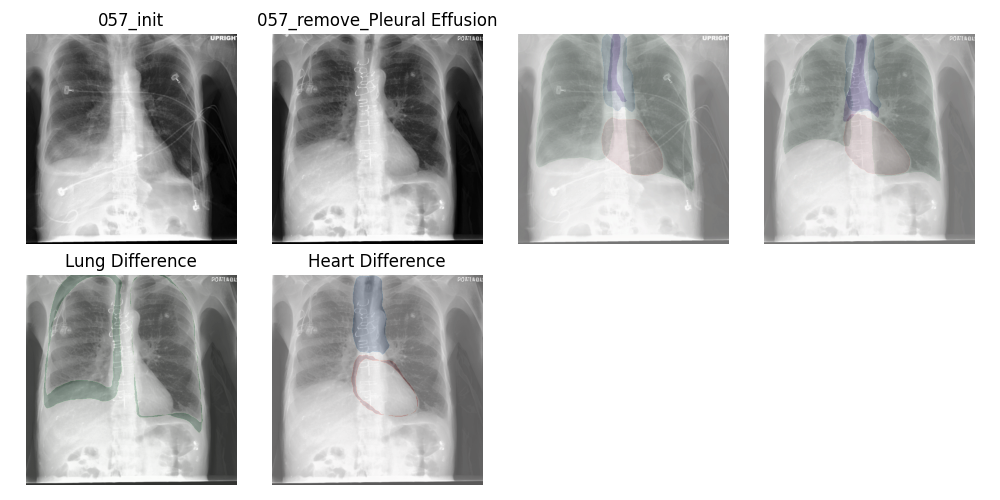 057_init
057_remove_Pleural Effusion
UPRIGHT
PORTABLE
UPRIGHT
PORTABLE
Lung Difference
Heart Difference
PORTABLE
PORTABLE